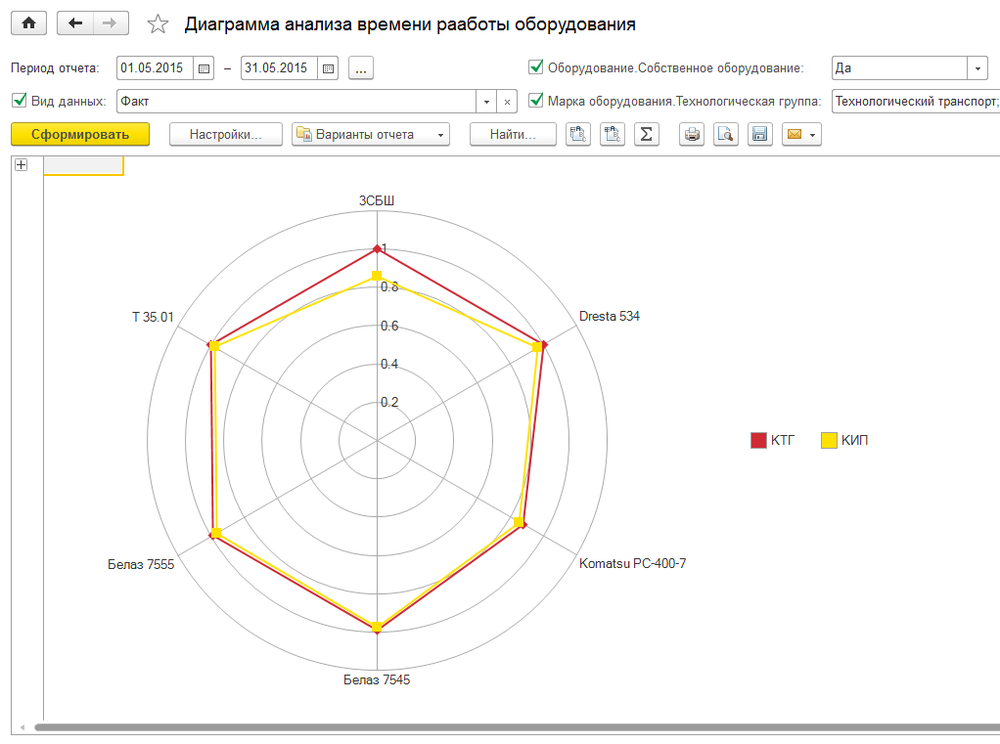 Диаграмма анализа времени рааботы оборудования
Период отчета: 01.05.2015 – 31.05.2015 ... Оборудование.Собственное оборудование: Да
Вид данных: Факт Марка оборудования.Технологическая группа: Технологический транспорт;
Сформировать Настройки... Варианты отчета Найти...
3СБШ
1
0.8
T 35.01 Dresta 534
0.6
0.4
0.2
КТГ КИП
Белаз 7555 Komatsu PC-400-7
Белаз 7545